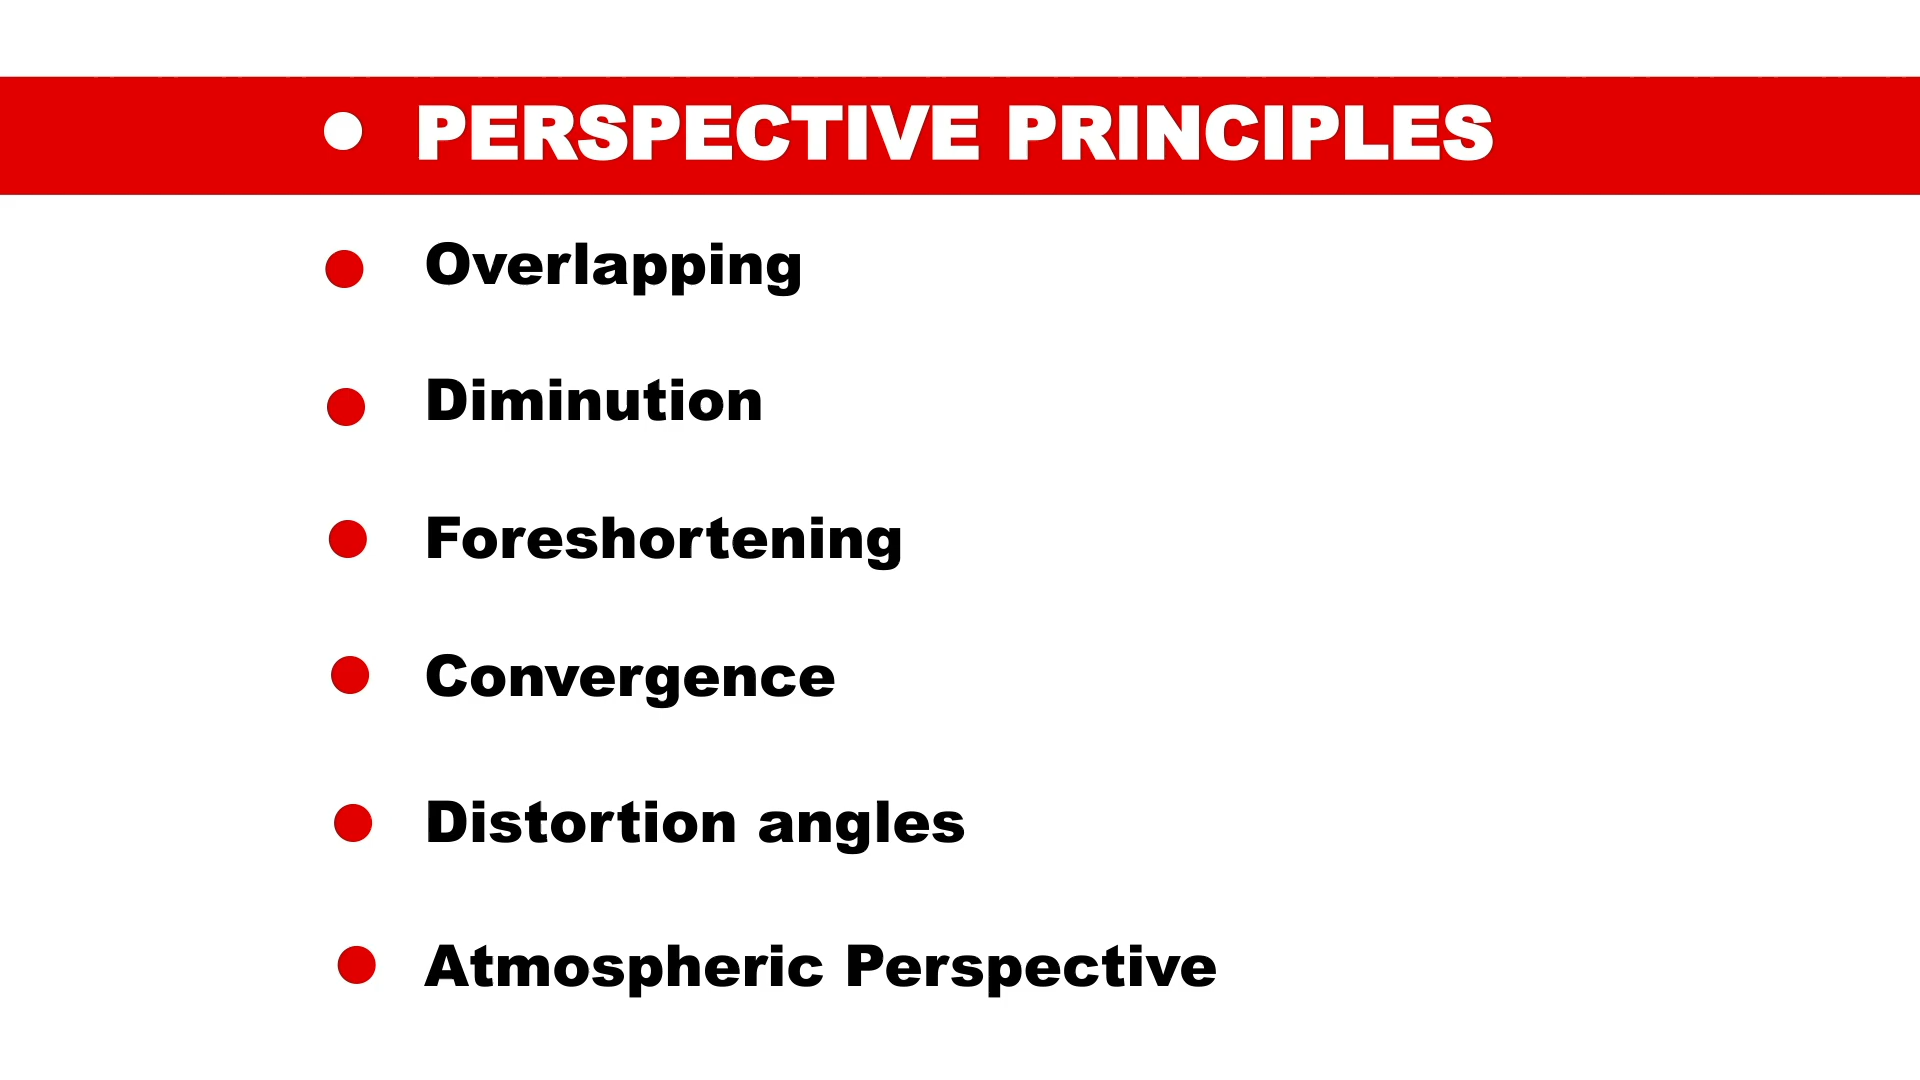 PERSPECTIVE PRINCIPLES
Overlapping
Diminution
Foreshortening
Convergence
Distortion angles
Atmospheric Perspective